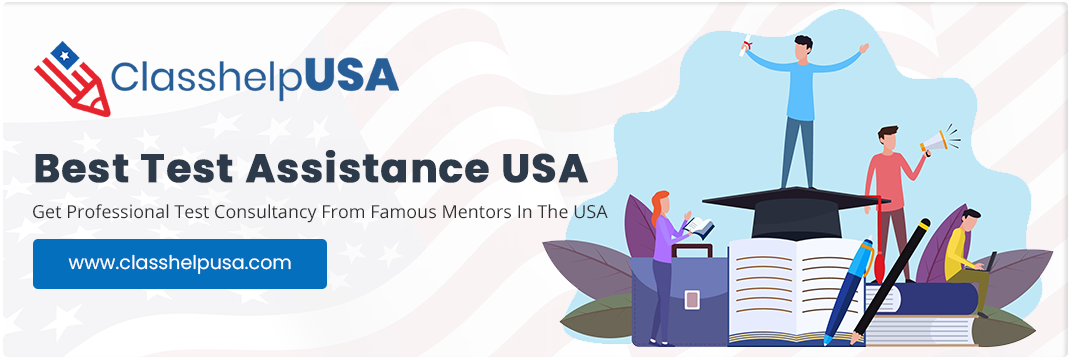 ClasshelpUSA
Best Test Assistance USA
Get Professional Test Consultancy From Famous Mentors In The USA
www.classhelpusa.com